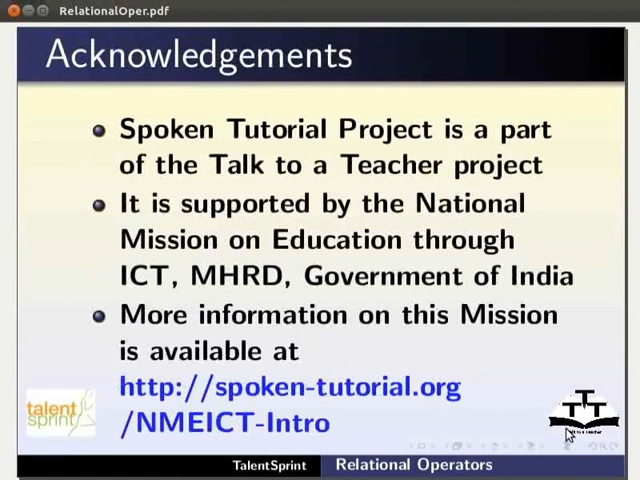 RelationalOper.pdf
Acknowledgements
Spoken Tutorial Project is a part
of the Talk to a Teacher project
It is supported by the National
Mission on Education through
ICT, MHRD, Government of India
More information on this Mission
is available at
http://spoken-tutorial.org
/NMEICT-Intro
talent
sprint
TTT
TalentSprint
Relational Operators